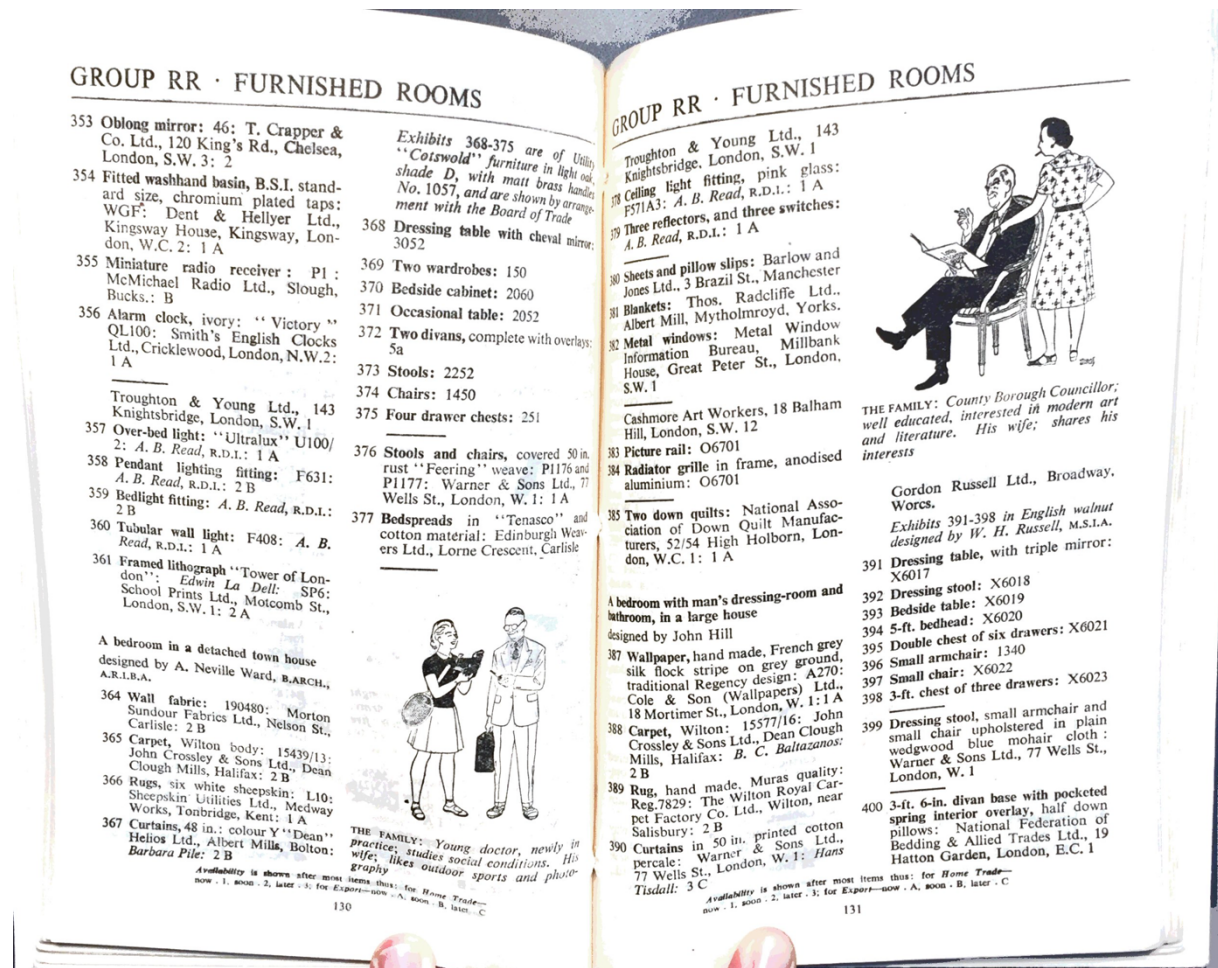 GROUP RR · FURNISHED ROOMS
353 Oblong mirror: 46: T. Crapper &
Co. Ltd., 120 King's Rd., Chelsea,
London, S.W. 3: 2
354 Fitted washhand basin, B.S.I. stand-
ard size, chromium plated taps:
WGF: Dent & Hellyer Ltd.,
Kingsway House, Kingsway, Lon-
don, W.C. 2: 1 A
355 Miniature radio receiver : P1 :
McMichael Radio Ltd., Slough,
Bucks.: B
356 Alarm clock, ivory: "Victory"
QL100: Smith's English Clocks
Ltd., Cricklewood, London, N.W.2:
1 A
Troughton & Young Ltd., 143
Knightsbridge, London, S.W. 1
357 Over-bed light: "Ultralux" U100/
2: A. B. Read, R.D.I.: 1 A
358 Pendant lighting fitting: F631:
A. B. Read, R.D.I.: 2 B
359 Bedlight fitting: A. B. Read, R.D.I.:
2 B
360 Tubular wall light: F408: A. B.
Read, R.D.I.: 1 A
361 Framed lithograph "Tower of Lon-
don": Edwin La Dell: SP6:
School Prints Ltd., Motcomb St.,
London, S.W. 1: 2 A
A bedroom in a detached town house
designed by A. Neville Ward, B.ARCH.,
A.R.I.B.A.
364 Wall fabric: 190480: Morton
Sundour Fabrics Ltd., Nelson St.,
Carlisle: 2 B
365 Carpet, Wilton body: 15439/13:
John Crossley & Sons Ltd., Dean
Clough Mills, Halifax: 2 B
366 Rugs, six white sheepskin: L10:
Sheepskin Utilities Ltd., Medway
Works, Tonbridge, Kent: 1 A
367 Curtains, 48 in.: colour Y "Dean"
Helios Ltd., Albert Mills, Bolton:
Barbara Pile: 2 B
Exhibits 368-375 are of Utility
"Cotswold" furniture in light oak,
shade D, with matt brass handles
No. 1057, and are shown by arrange-
ment with the Board of Trade
368 Dressing table with cheval mirror:
3052
369 Two wardrobes: 150
370 Bedside cabinet: 2060
371 Occasional table: 2052
372 Two divans, complete with overlays:
5a
373 Stools: 2252
374 Chairs: 1450
375 Four drawer chests: 251
376 Stools and chairs, covered 50 in.
rust "Feering" weave: P1176 and
P1177: Warner & Sons Ltd., 77
Wells St., London, W. 1: 1 A
377 Bedspreads in "Tenasco" and
cotton material: Edinburgh Weav-
ers Ltd., Lorne Crescent, Carlisle
THE FAMILY: Young doctor, newly in
practice; studies social conditions. His
wife; likes outdoor sports and photo-
graphy
Availability is shown after most items thus: for Home Trade—
now . 1, soon . 2, later . 3; for Export—now . A, soon . B, later . C
130
GROUP RR · FURNISHED ROOMS
Troughton & Young Ltd., 143
Knightsbridge, London, S.W. 1
378 Ceiling light fitting, pink glass:
F571A3: A. B. Read, R.D.I.: 1 A
379 Three reflectors, and three switches:
A. B. Read, R.D.I.: 1 A
380 Sheets and pillow slips: Barlow and
Jones Ltd., 3 Brazil St., Manchester
381 Blankets: Thos. Radcliffe Ltd.,
Albert Mill, Mytholmroyd, Yorks.
382 Metal windows: Metal Window
Information Bureau, Millbank
House, Great Peter St., London,
S.W. 1
Cashmore Art Workers, 18 Balham
Hill, London, S.W. 12
383 Picture rail: O6701
384 Radiator grille in frame, anodised
aluminium: O6701
385 Two down quilts: National Asso-
ciation of Down Quilt Manufac-
turers, 52/54 High Holborn, Lon-
don, W.C. 1: 1 A
A bedroom with man's dressing-room and
bathroom, in a large house
designed by John Hill
387 Wallpaper, hand made, French grey
silk flock stripe on grey ground,
traditional Regency design: A270:
Cole & Son (Wallpapers) Ltd.,
18 Mortimer St., London, W. 1: 1 A
388 Carpet, Wilton: 15577/16: John
Crossley & Sons Ltd., Dean Clough
Mills, Halifax: B. C. Baltazanos:
2 B
389 Rug, hand made, Muras quality:
Reg.7829: The Wilton Royal Car-
pet Factory Co. Ltd., Wilton, near
Salisbury: 2 B
390 Curtains in 50 in. printed cotton
percale: Warner & Sons Ltd.,
77 Wells St., London, W. 1: Hans
Tisdall: 3 C
THE FAMILY: County Borough Councillor;
well educated, interested in modern art
and literature. His wife; shares his
interests
Gordon Russell Ltd., Broadway,
Worcs.
Exhibits 391-398 in English walnut
designed by W. H. Russell, M.S.I.A.
391 Dressing table, with triple mirror:
X6017
392 Dressing stool: X6018
393 Bedside table: X6019
394 5-ft. bedhead: X6020
395 Double chest of six drawers: X6021
396 Small armchair: 1340
397 Small chair: X6022
398 3-ft. chest of three drawers: X6023
399 Dressing stool, small armchair and
small chair upholstered in plain
wedgwood blue mohair cloth :
Warner & Sons Ltd., 77 Wells St.,
London, W. 1
400 3-ft. 6-in. divan base with pocketed
spring interior overlay, half down
pillows: National Federation of
Bedding & Allied Trades Ltd., 19
Hatton Garden, London, E.C. 1
Availability is shown after most items thus: for Home Trade—
now . 1, soon . 2, later . 3; for Export—now . A, soon . B, later . C
131